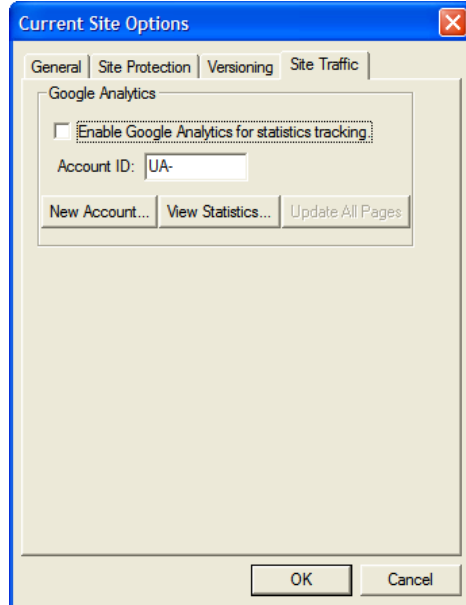 Current Site Options
General Site Protection Versioning Site Traffic
Google Analytics
Enable Google Analytics for statistics tracking.
Account ID: UA-
New Account... View Statistics... Update All Pages
OK Cancel